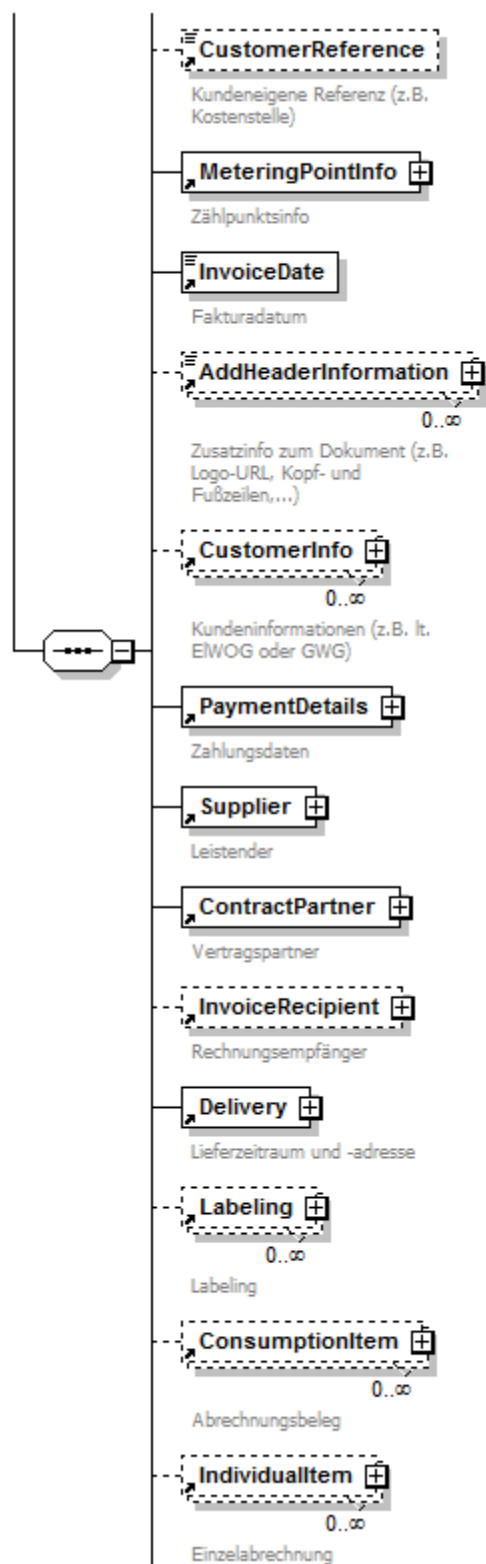 CustomerReference
Kundeneigene Referenz (z.B.
Kostenstelle)
MeteringPointInfo
Zählpunktsinfo
InvoiceDate
Fakturadatum
AddHeaderInformation
0..∞
Zusatzinfo zum Dokument (z.B.
Logo-URL, Kopf- und
Fußzeilen,...)
CustomerInfo
0..∞
Kundeninformationen (z.B. lt.
ElWOG oder GWG)
PaymentDetails
Zahlungsdaten
Supplier
Leistender
ContractPartner
Vertragspartner
InvoiceRecipient
Rechnungsempfänger
Delivery
Lieferzeitraum und -adresse
Labeling
0..∞
Labeling
ConsumptionItem
0..∞
Abrechnungsbeleg
IndividualItem
0..∞
Einzelabrechnung